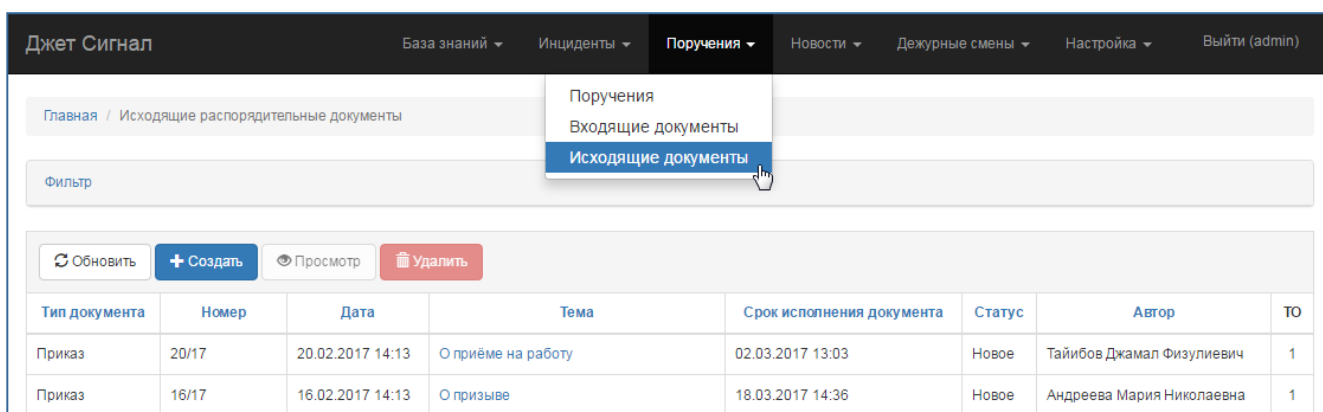 Джет Сигнал База знаний Инциденты Поручения Новости Дежурные смены Настройка Выйти (admin)
Поручения
Главная / Исходящие распорядительные документы
Входящие документы
Исходящие документы
Фильтр
Обновить Создать Просмотр Удалить
Тип документа Номер Дата Тема Срок исполнения документа Статус Автор ТО
Приказ 20/17 20.02.2017 14:13 О приёме на работу 02.03.2017 13:03 Новое Тайибов Джамал Физулиевич 1
Приказ 16/17 16.02.2017 14:13 О призыве 18.03.2017 14:36 Новое Андреева Мария Николаевна 1